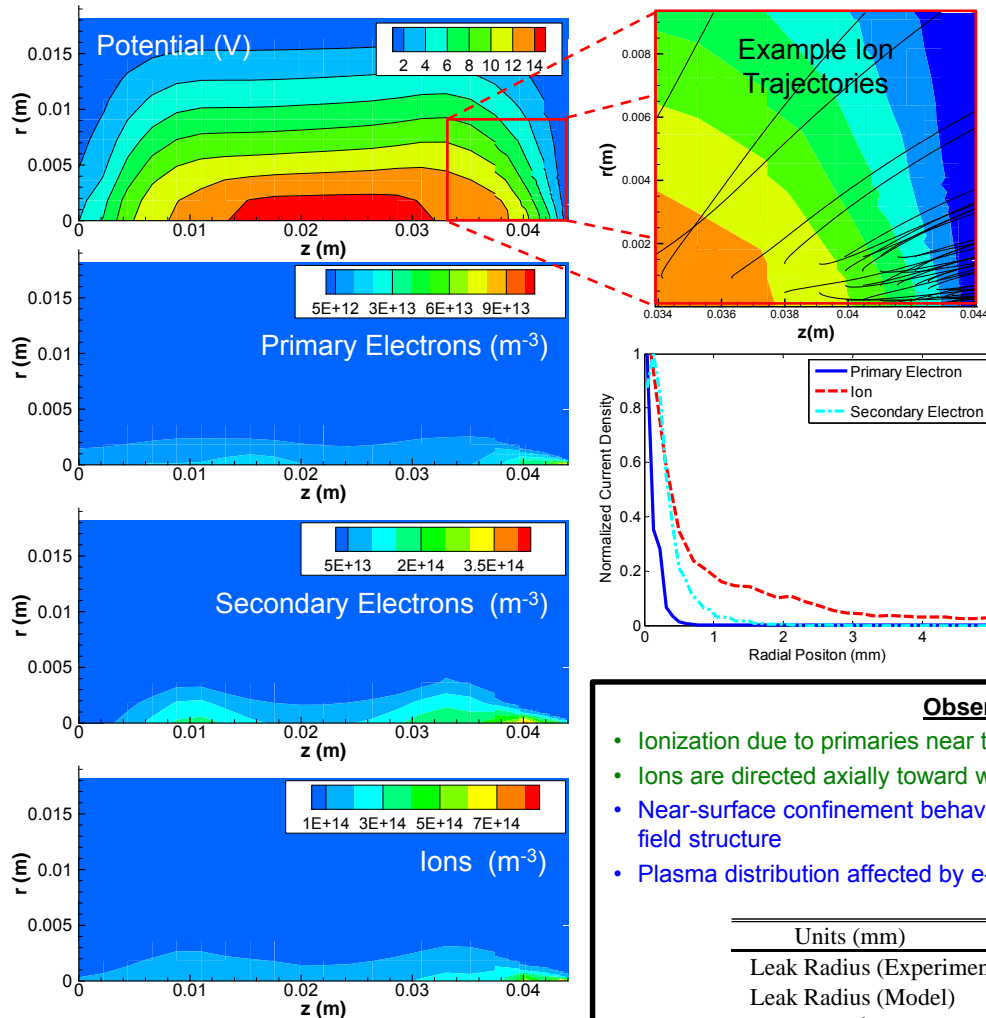 Potential (V)
2 4 6 8 10 12 14
0.015
0.01
0.005
0
r (m)
0 0.01 0.02 0.03 0.04
z (m)
Example Ion
Trajectories
0.008
0.006
0.004
0.002
r(m)
0.034 0.036 0.038 0.04 0.042 0.044
z(m)
5E+12 3E+13 6E+13 9E+13
Primary Electrons (m-3)
0.015
0.01
0.005
0
r (m)
0 0.01 0.02 0.03 0.04
z (m)
Primary Electron
Ion
Secondary Electron
1
0.8
0.6
0.4
0.2
0
Normalized Current Density
0 1 2 3 4
Radial Positon (mm)
5E+13 2E+14 3.5E+14
Secondary Electrons (m-3)
0.015
0.01
0.005
0
r (m)
0 0.01 0.02 0.03 0.04
z (m)
1E+14 3E+14 5E+14 7E+14
Ions (m-3)
0.015
0.01
0.005
0
r (m)
0 0.01 0.02 0.03 0.04
z (m)
• Ionization due to primaries near
• Ions are directed axially toward
• Near-surface confinement
field structure
• Plasma distribution affected by
Units (mm)
Leak Radius
Leak Radius (Model)